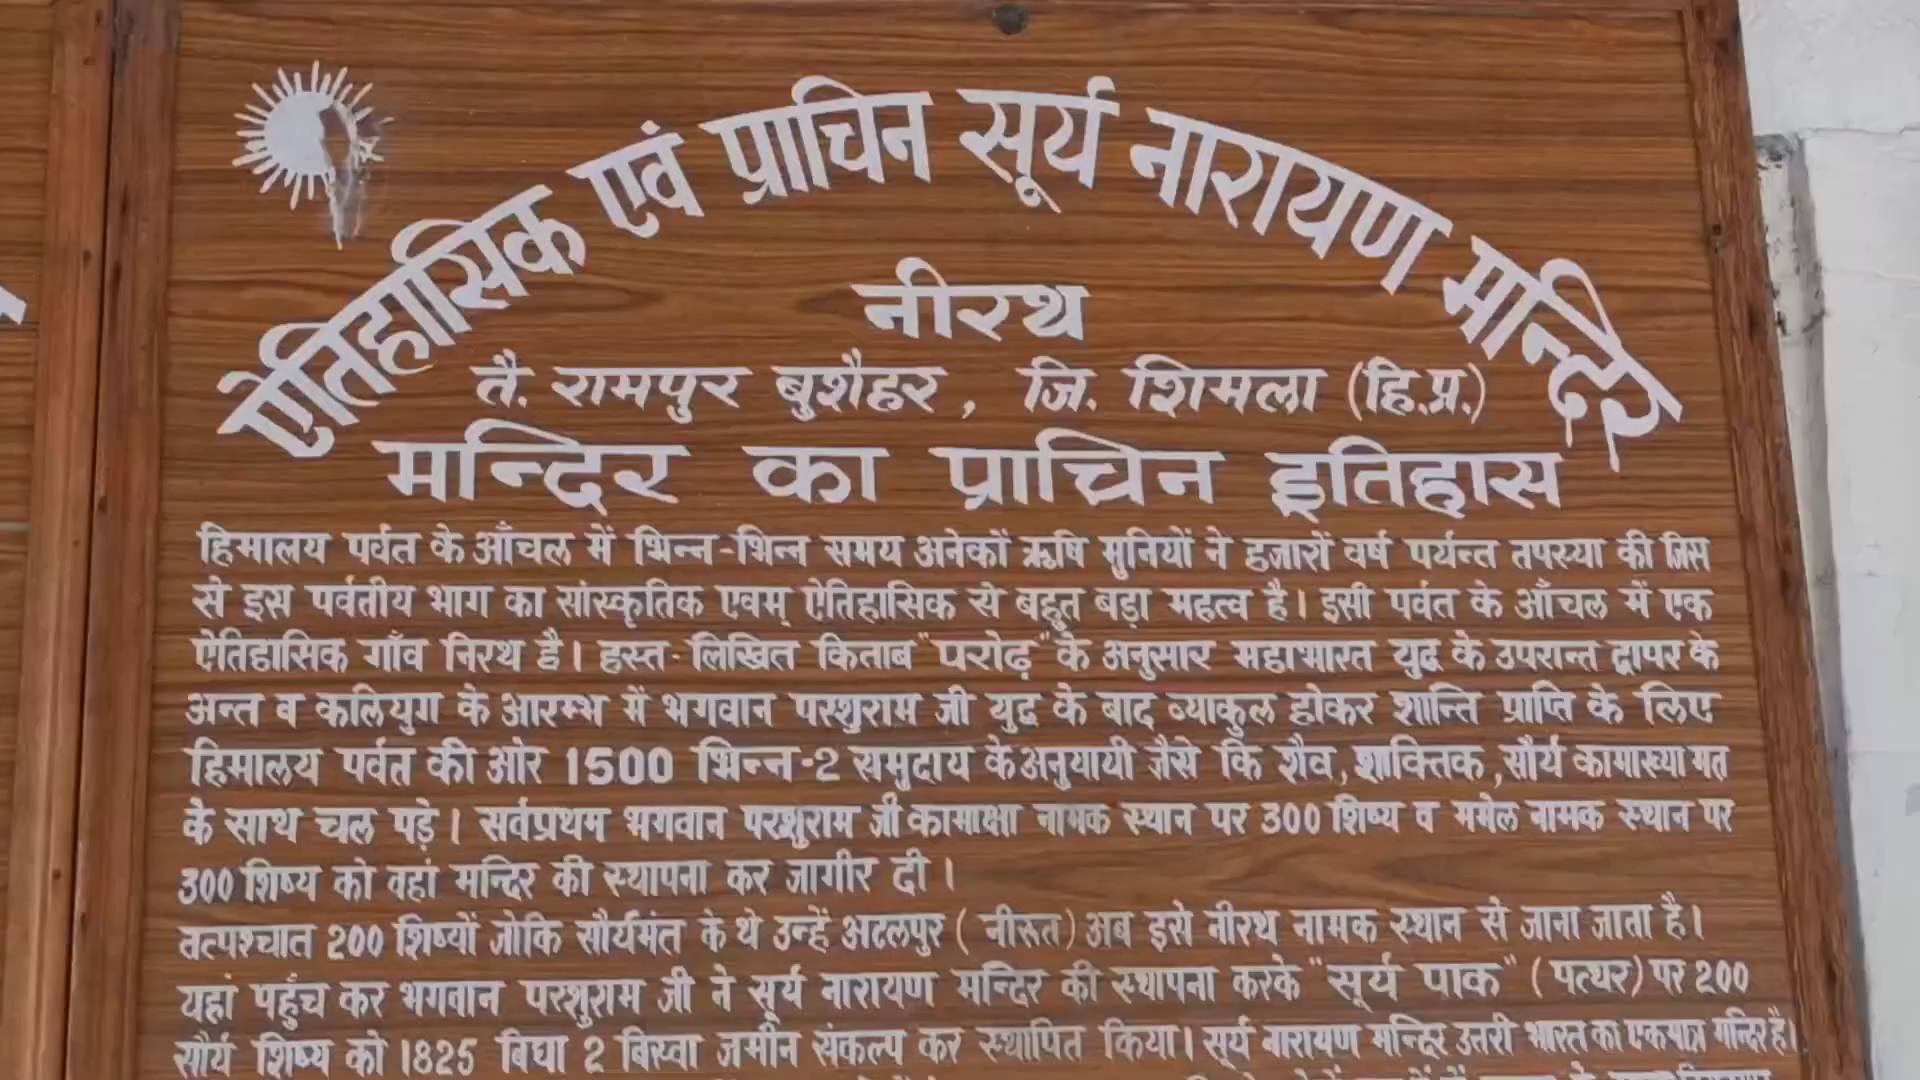 ऐतिहासिक एवं प्राचिन सूर्य नारायण मन्दिर
नीरथ
तै. रामपुर बुशैहर, जि. शिमला (हि.प्र.)
मन्दिर का प्राचिन इतिहास
हिमालय पर्वत के आँचल में भिन्न-भिन्न समय अनेकों ऋषि मुनियों ने हजारों वर्ष पर्यन्त तपस्या की जिस
से इस पर्वतीय भाग का सांस्कृतिक एवम् ऐतिहासिक से बहुत बड़ा महत्व है। इसी पर्वत के आँचल में एक
ऐतिहासिक गाँव निरथ है। हस्त-लिखित किताब "परोढ़" के अनुसार महाभारत युद्ध के उपरान्त द्वापर के
अन्त व कलियुग के आरम्भ में भगवान परशुराम जी युद्ध के बाद व्याकुल होकर शान्ति प्राप्ति के लिए
हिमालय पर्वत की ओर 1500 भिन्न-2 समुदाय के अनुयायी जैसे कि शैव, शाक्तिक, सौर्य कामाख्या मत
के साथ चल पड़े। सर्वप्रथम भगवान परशुराम जी कामाक्षा नामक स्थान पर 300 शिष्य व ममेल नामक स्थान पर
300 शिष्य को वहां मन्दिर की स्थापना कर जागीर दी।
तत्पश्चात 200 शिष्यों जोकि सौर्यमंत के थे उन्हें अटलपुर (नीरूत) अब इसे नीरथ नामक स्थान से जाना जाता है।
यहां पहुँच कर भगवान परशुराम जी ने सूर्य नारायण मन्दिर की स्थापना करके "सूर्य पाक" (पत्थर) पर 200
सौर्य शिष्य को 1825 बिघा 2 बिस्वा जमीन संकल्प कर स्थापित किया। सूर्य नारायण मन्दिर उत्तरी भारत का एकमात्र मन्दिर है।